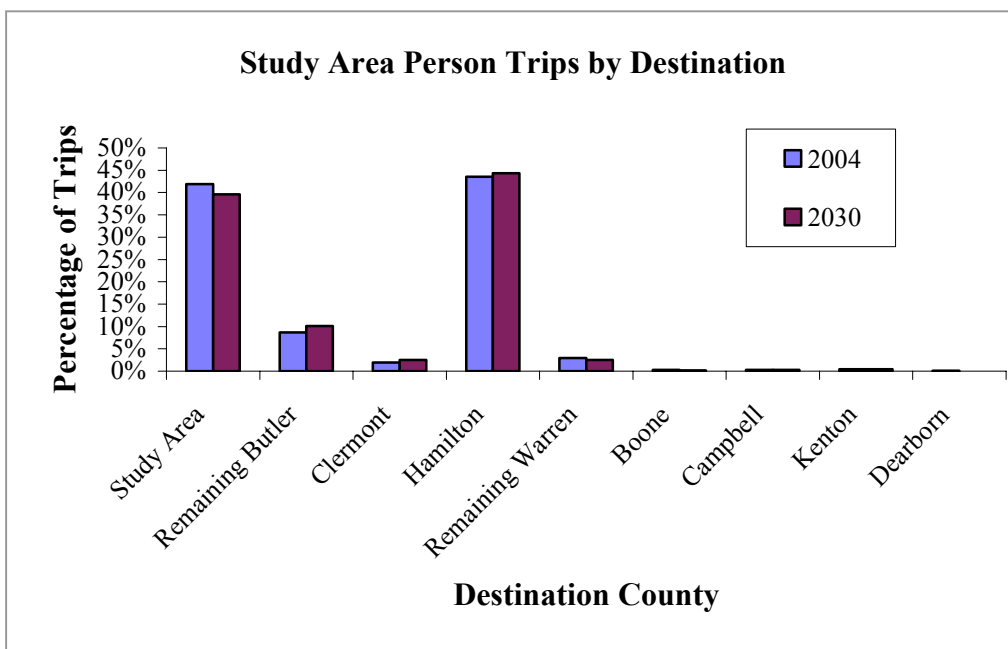 Study Area Person Trips by Destination
50%
45%
40%
35%
30%
25%
20%
15%
10%
5%
0%
Percentage of Trips
2004
2030
Study Area
Remaining Butler
Clermont
Hamilton
Remaining Warren
Boone
Campbell
Kenton
Dearborn
Destination County